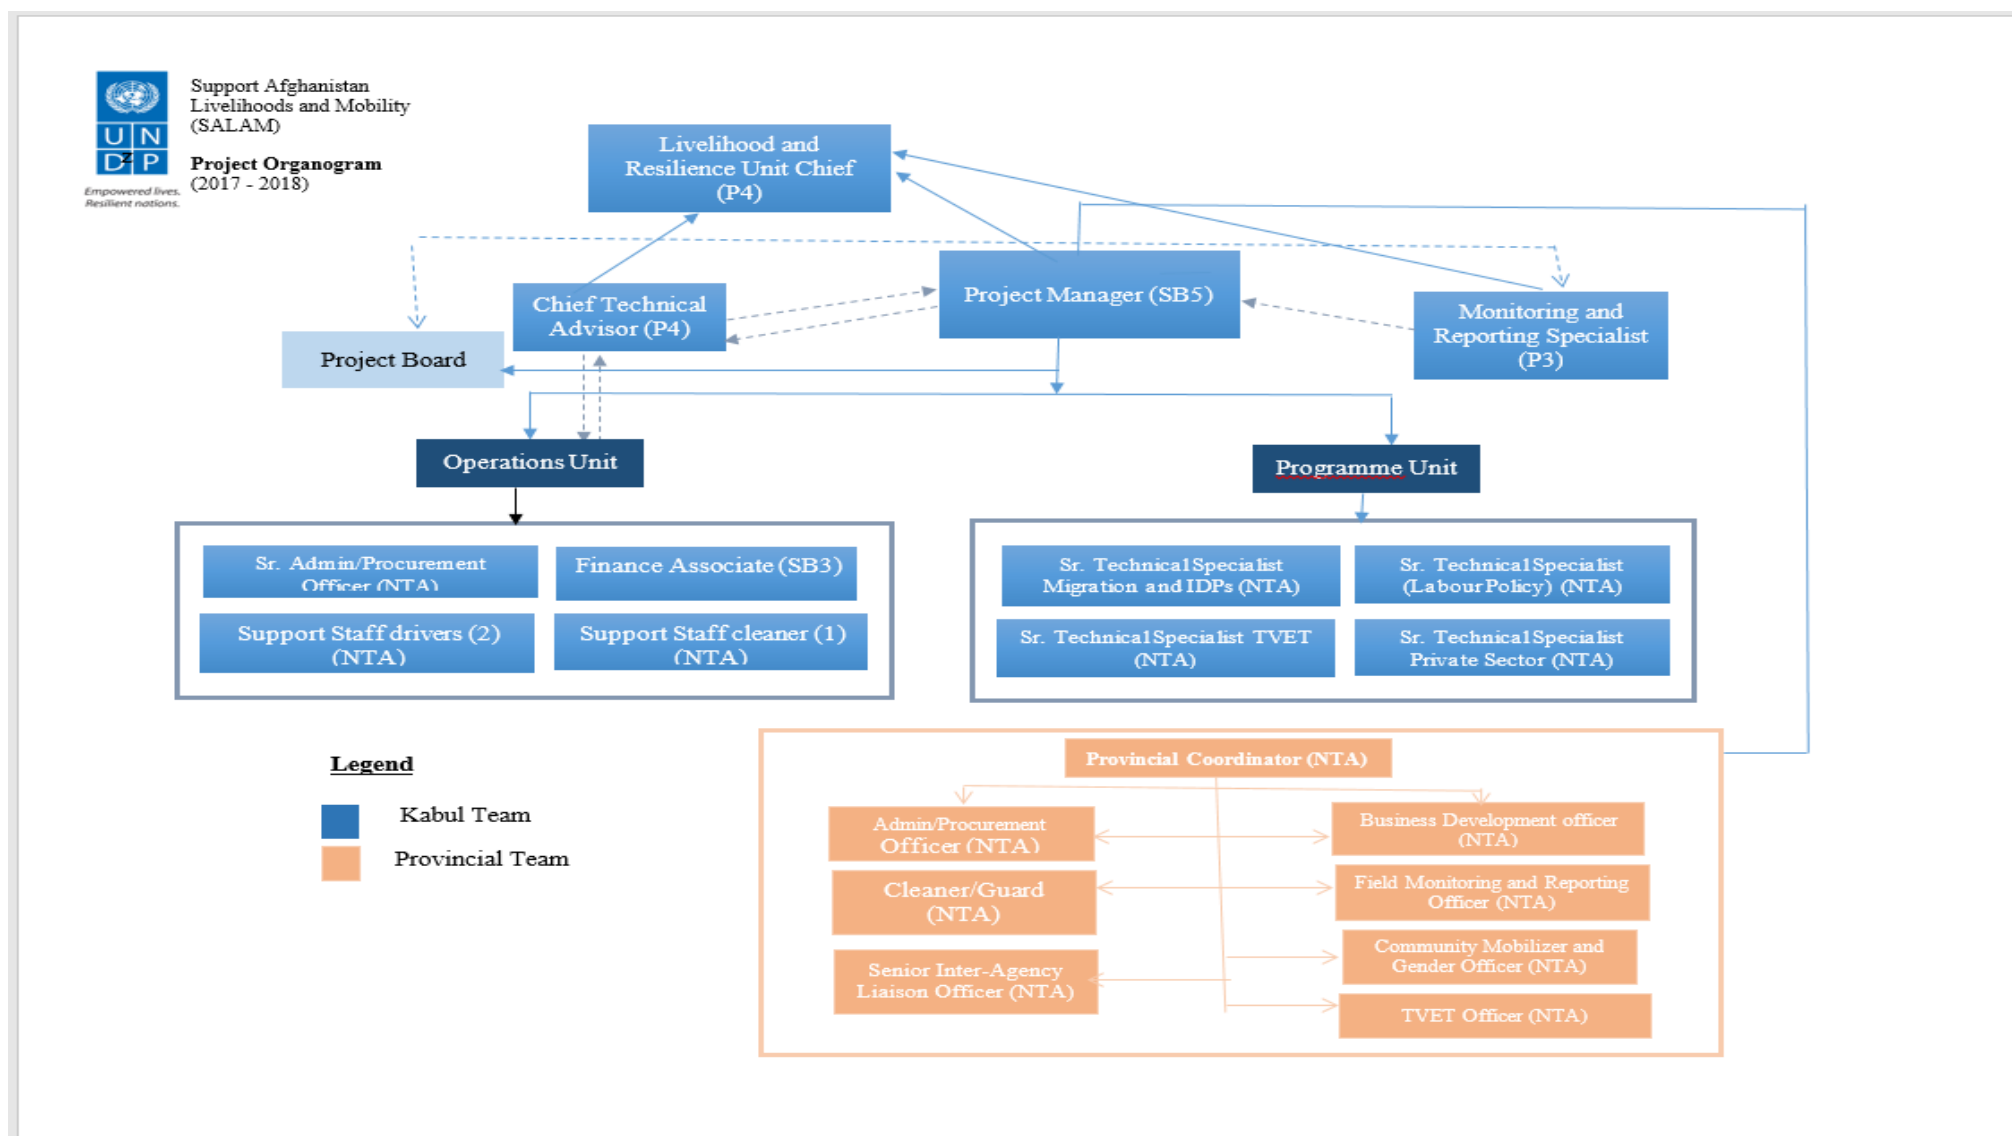 Support Afghanistan
Livelihoods and Mobility
(SALAM)
Project Organogram
(2017 - 2018)
U N
D P
z
Empowered lives.
Resilient nations.
Livelihood and
Resilience Unit Chief
(P4)
Chief Technical
Advisor (P4)
Project Manager (SB5)
Monitoring and
Reporting Specialist
(P3)
Project Board
Operations Unit
Programme Unit
Sr. Admin/Procurement
Officer (NTA)
Finance Associate (SB3)
Support Staff drivers (2)
(NTA)
Support Staff cleaner (1)
(NTA)
Sr. Technical Specialist
Migration and IDPs (NTA)
Sr. Technical Specialist
(Labour Policy) (NTA)
Sr. Technical Specialist TVET
(NTA)
Sr. Technical Specialist
Private Sector (NTA)
Legend
Kabul Team
Provincial Team
Provincial Coordinator (NTA)
Admin/Procurement
Officer (NTA)
Business Development officer
(NTA)
Cleaner/Guard
(NTA)
Field Monitoring and Reporting
Officer (NTA)
Senior Inter-Agency
Liaison Officer (NTA)
Community Mobilizer and
Gender Officer (NTA)
TVET Officer (NTA)